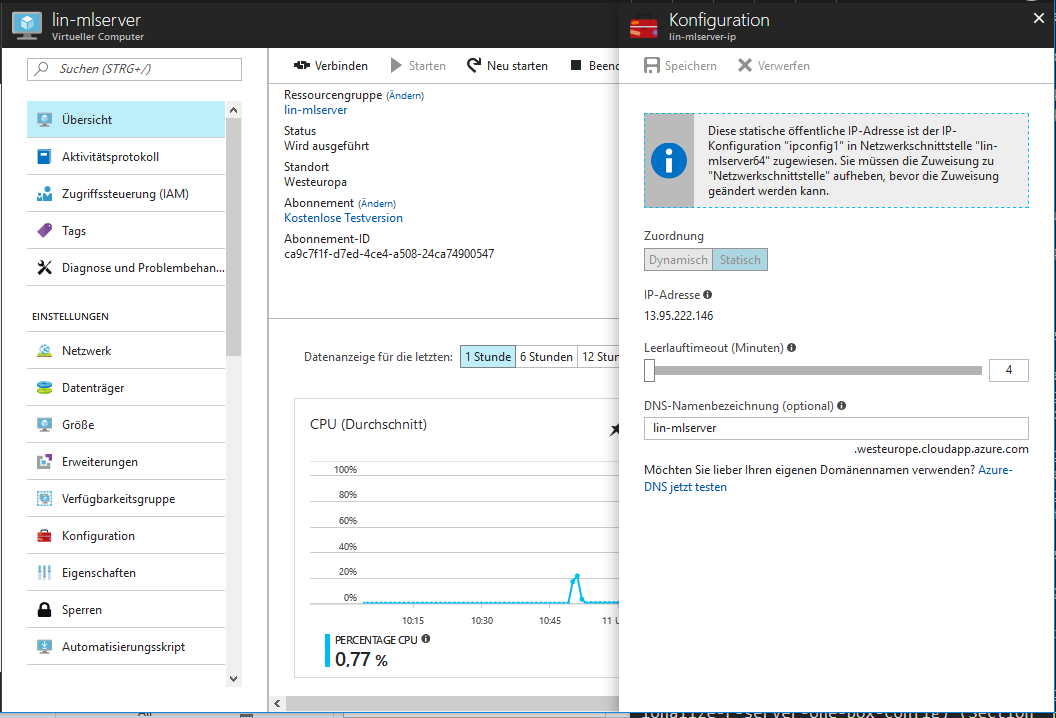 lin-mlserver
Virtueller Computer
Suchen (STRG+/)
Übersicht
Aktivitätsprotokoll
Zugriffssteuerung (IAM)
Tags
Diagnose und Problembehan...
EINSTELLUNGEN
Netzwerk
Datenträger
Größe
Erweiterungen
Verfügbarkeitsgruppe
Konfiguration
Eigenschaften
Sperren
Automatisierungsskript
Verbinden
Starten
Neu starten
Beend
Ressourcengruppe (Ändern)
lin-mlserver
Status
Wird ausgeführt
Standort
Westeuropa
Abonnement (Ändern)
Kostenlose Testversion
Abonnement-ID
ca9c7f1f-d7ed-4ce4-a508-24ca74900547
Datenanzeige für die letzten:
1 Stunde
6 Stunden
12 Stun
CPU (Durchschnitt)
100%
80%
60%
40%
20%
0%
10:15
10:30
10:45
11 U
PERCENTAGE CPU
0,77 %
Konfiguration
lin-mlserver-ip
Speichern
Verwerfen
Diese statische öffentliche IP-Adresse ist der IP-
Konfiguration "ipconfig1" in Netzwerkschnittstelle "lin-
mlserver64" zugewiesen. Sie müssen die Zuweisung zu
"Netzwerkschnittstelle" aufheben, bevor die Zuweisung
geändert werden kann.
Zuordnung
Dynamisch
Statisch
IP-Adresse
13.95.222.146
Leerlauftimeout (Minuten)
4
DNS-Namenbezeichnung (optional)
lin-mlserver
.westeurope.cloudapp.azure.com
Möchten Sie lieber Ihren eigenen Domänennamen verwenden? Azure-
DNS jetzt testen